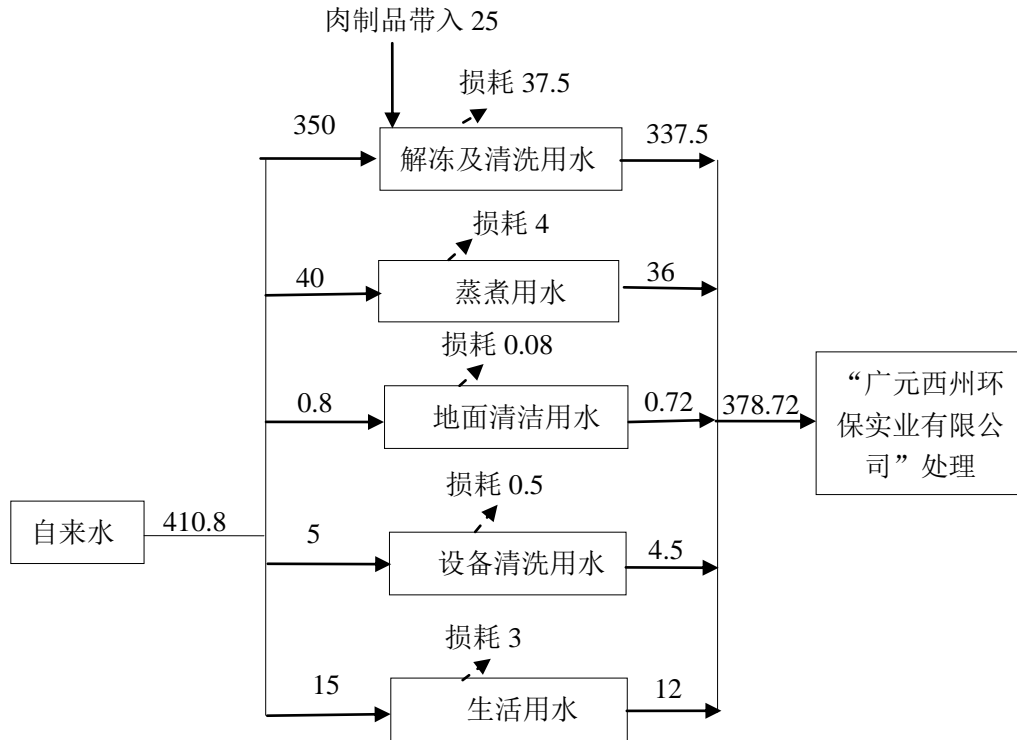 肉制品带入 25
损耗 37.5
350
解冻及清洗用水
337.5
损耗 4
40
蒸煮用水
36
损耗 0.08
0.8
地面清洁用水
0.72
378.72
“广元西州环
保实业有限公
司”处理
损耗 0.5
自来水
410.8
5
设备清洗用水
4.5
损耗 3
15
生活用水
12